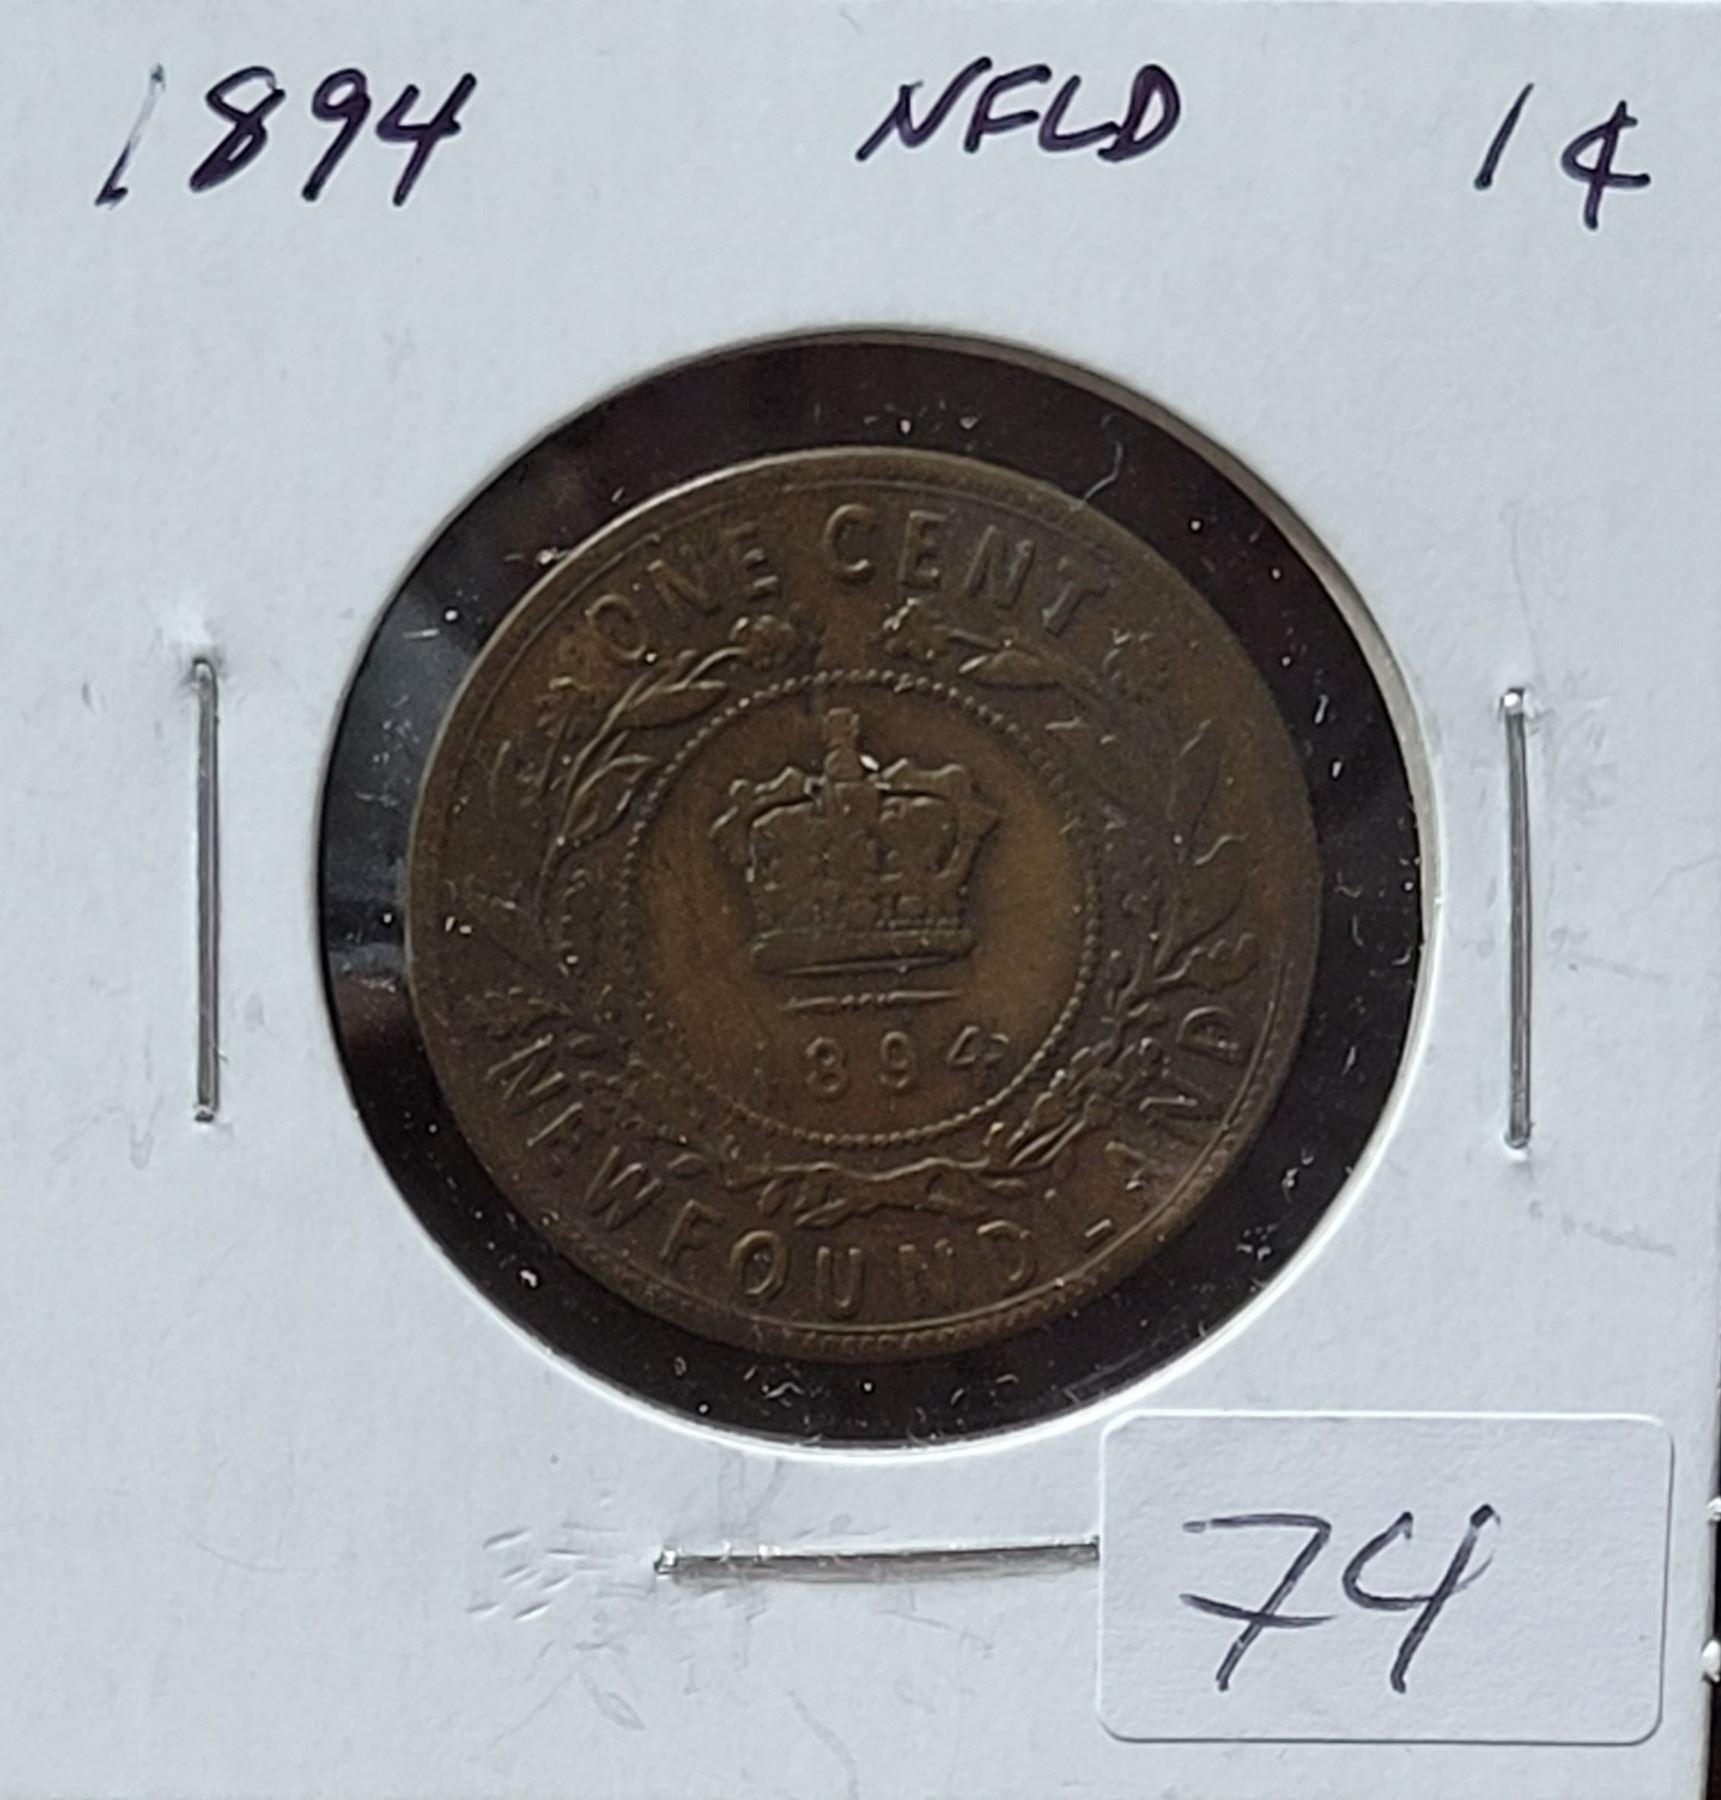 1894 NFLD 1¢
ONE CENT
1894
NEWFOUNDLAND
74